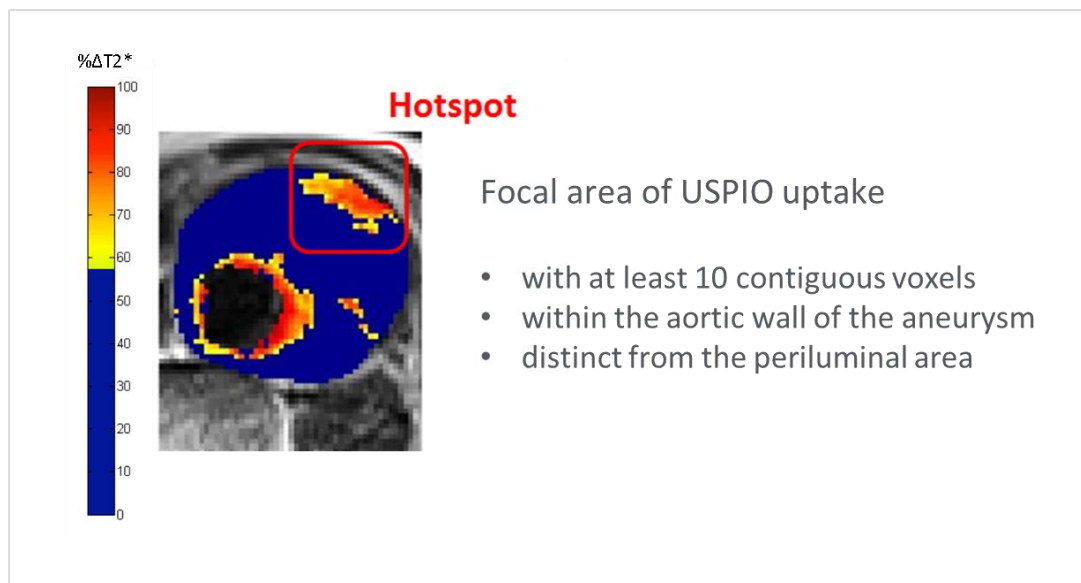 %ΔT2*
Hotspot
100
90
80
70
60
50
40
30
20
10
0
Focal area of USPIO uptake
• with at least 10 contiguous voxels
• within the aortic wall of the aneurysm
• distinct from the periluminal area